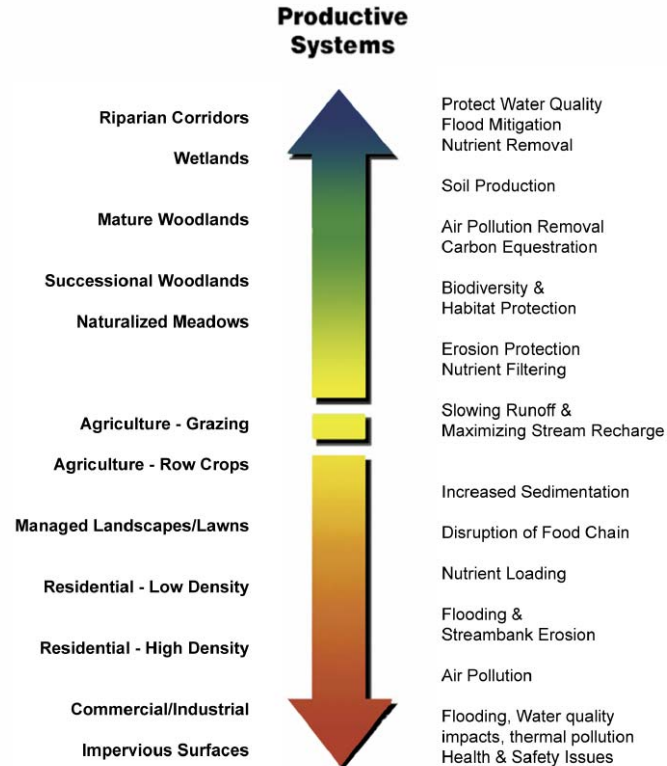 Productive
Systems
Riparian Corridors
Wetlands
Mature Woodlands
Successional Woodlands
Naturalized Meadows
Agriculture - Grazing
Agriculture - Row Crops
Managed Landscapes/Lawns
Residential - Low Density
Residential - High Density
Commercial/Industrial
Impervious Surfaces
Protect Water Quality
Flood Mitigation
Nutrient Removal
Soil Production
Air Pollution Removal
Carbon Equestration
Biodiversity &
Habitat Protection
Erosion Protection
Nutrient Filtering
Slowing Runoff &
Maximizing Stream Recharge
Increased Sedimentation
Disruption of Food Chain
Nutrient Loading
Flooding &
Streambank Erosion
Air Pollution
Flooding, Water quality
impacts, thermal pollution
Health & Safety Issues